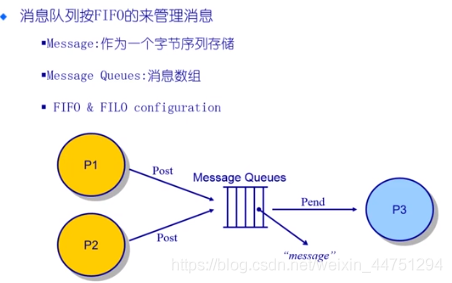 消息队列按FIFO的来管理消息
Message:作为一个字节序列存储
Message Queues:消息数组
FIFO & FILO configuration
P1
Post
Message Queues
P2
Post
Pend
P3
“message”
https://blog.csdn.net/weixin_44751294